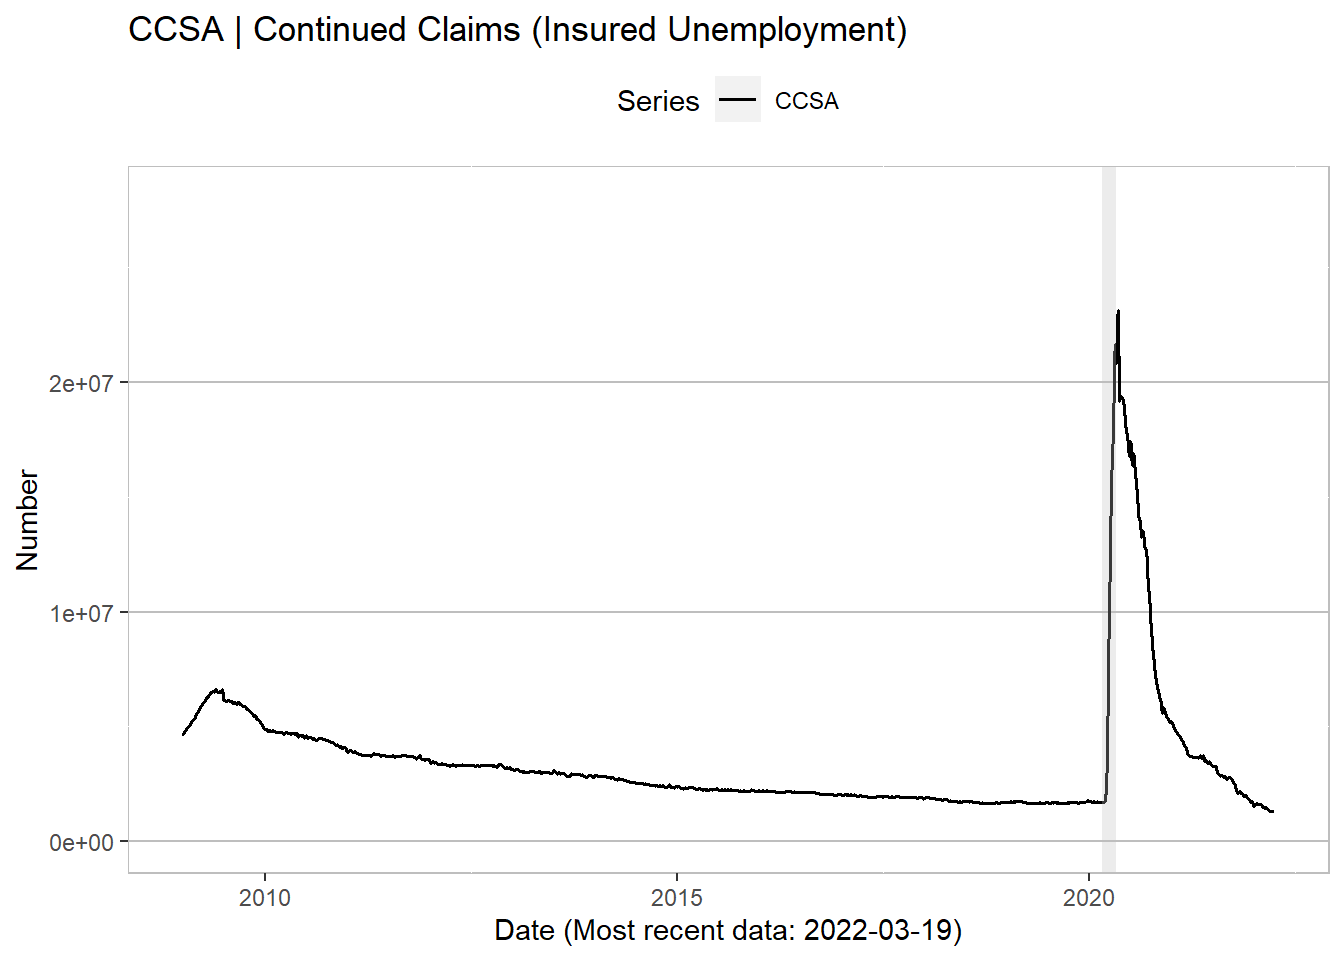 CCSA | Continued Claims (Insured Unemployment)
Series CCSA
Number
2e+07
1e+07
0e+00
2010 2015 2020
Date (Most recent data: 2022-03-19)